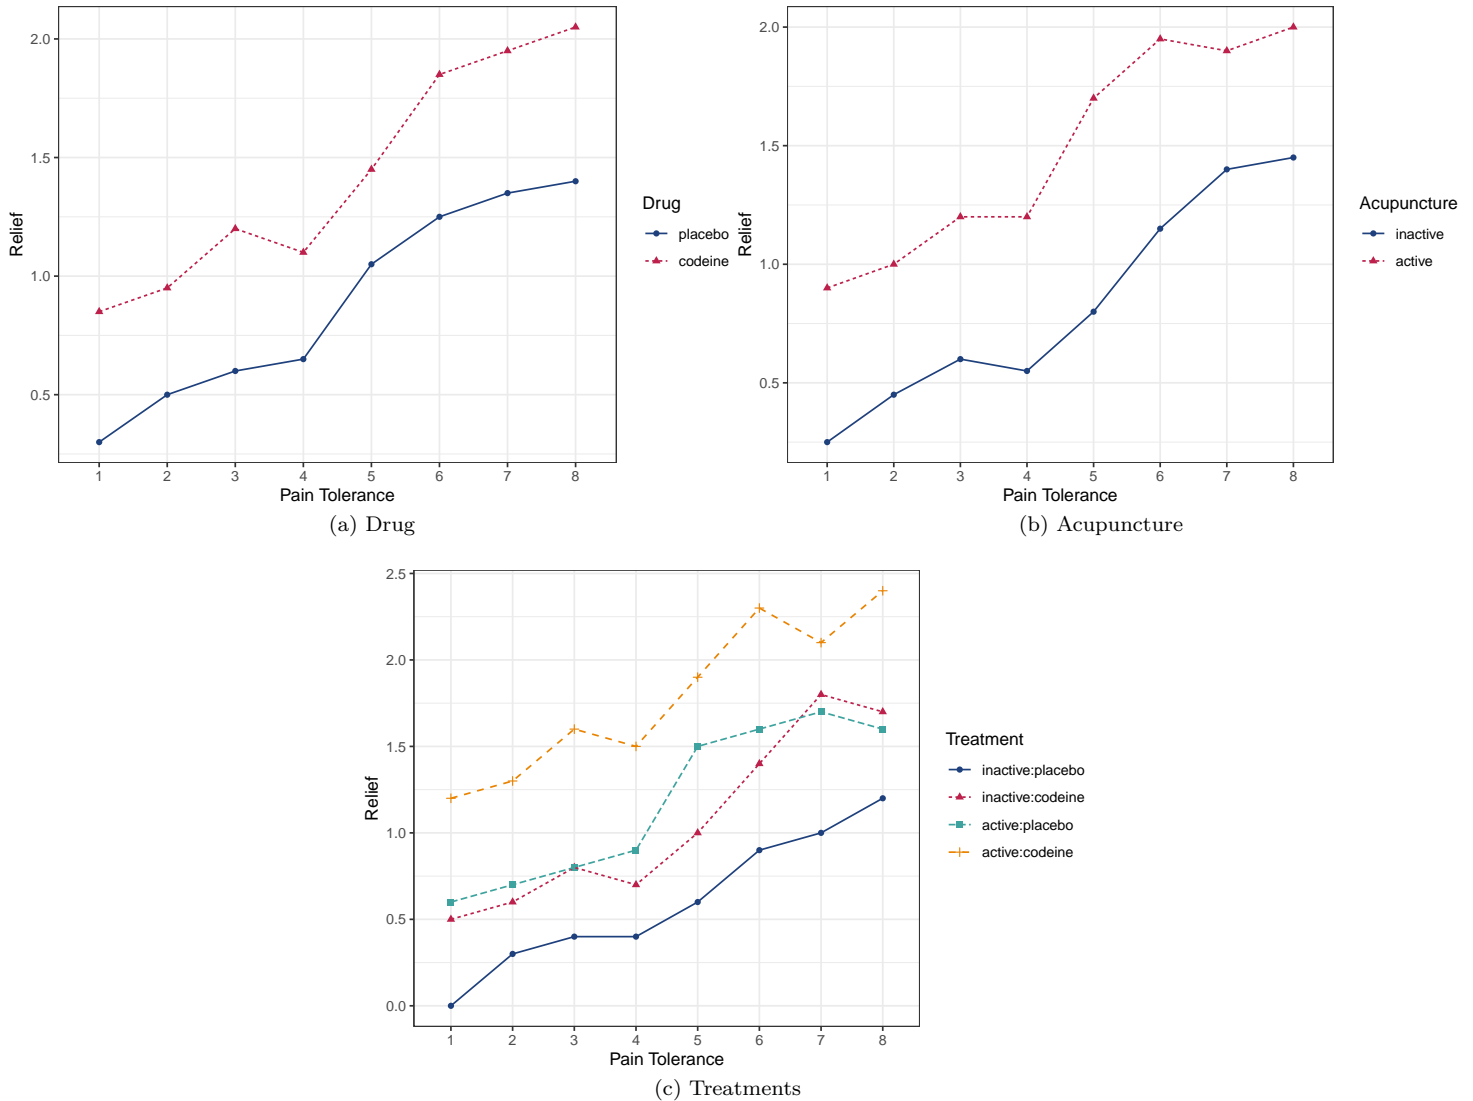 2.0
1.5
1.0
0.5
Relief
1 2 3 4 5 6 7 8
Pain Tolerance
Drug
placebo
codeine
(a) Drug
2.0
1.5
1.0
0.5
Relief
1 2 3 4 5 6 7 8
Pain Tolerance
Acupuncture
inactive
active
(b) Acupuncture
2.5
2.0
1.5
1.0
0.5
0.0
Relief
1 2 3 4 5 6 7 8
Pain Tolerance
Treatment
inactive:placebo
inactive:codeine
active:placebo
active:codeine
(c) Treatments